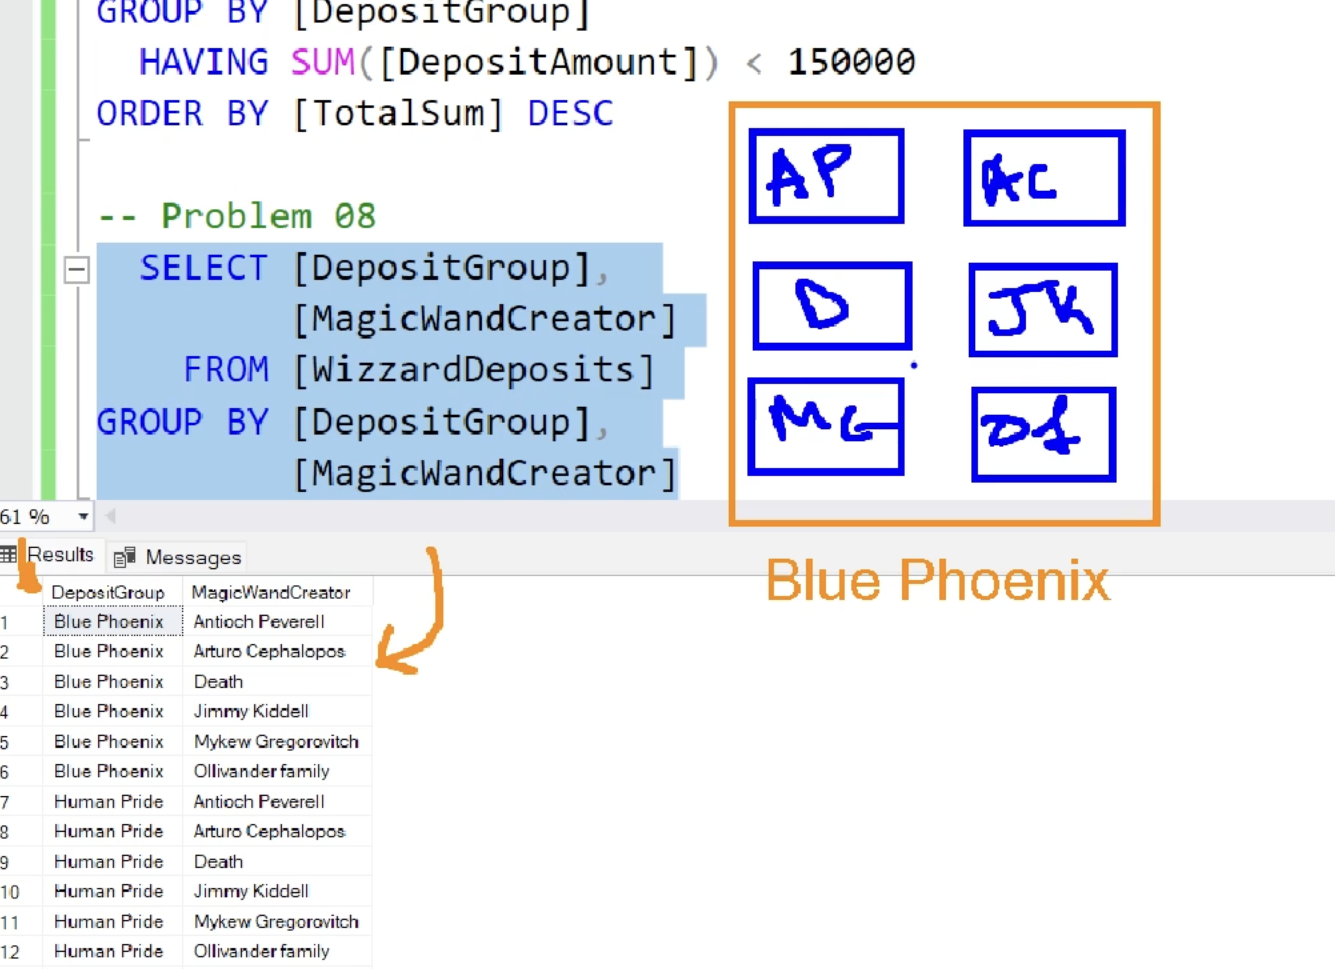 GROUP BY [DepositGroup]
HAVING SUM([DepositAmount]) < 150000
ORDER BY [TotalSum] DESC
-- Problem 08
SELECT [DepositGroup],
[MagicWandCreator]
FROM [WizzardDeposits]
GROUP BY [DepositGroup],
[MagicWandCreator]
AP AC
D JK
MG
Blue Phoenix
61 %
Results Messages
DepositGroup MagicWandCreator
1 Blue Phoenix Antioch Peverell
2 Blue Phoenix Arturo Cephalopos
3 Blue Phoenix Death
4 Blue Phoenix Jimmy Kiddell
5 Blue Phoenix Mykew Gregorovitch
6 Blue Phoenix Ollivander family
7 Human Pride Antioch Peverell
8 Human Pride Arturo Cephalopos
9 Human Pride Death
10 Human Pride Jimmy Kiddell
11 Human Pride Mykew Gregorovitch
12 Human Pride Ollivander family